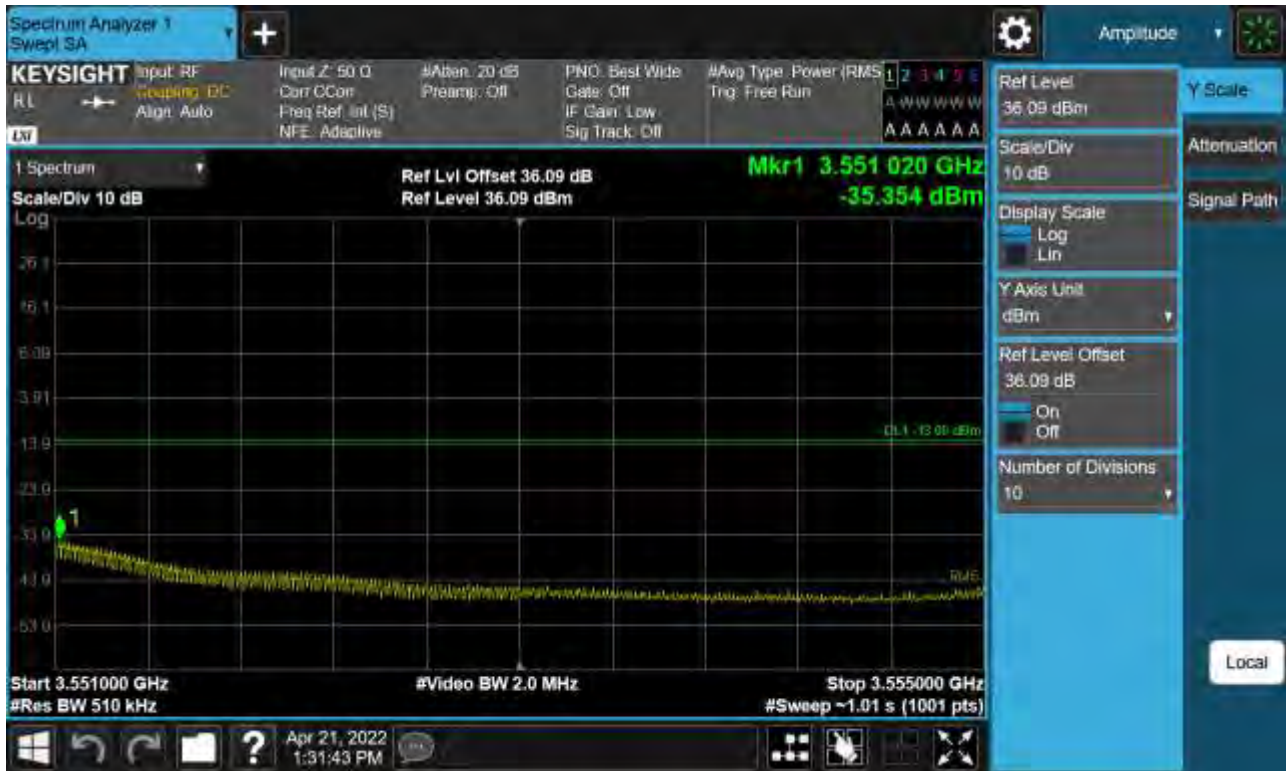 Spectrum Analyzer 1
Swept SA
Amplitude
KEYSIGHT Input: RF
Coupling: DC
Align: Auto
RL
LXI
Input Z: 50 Ω
Corr CCorr
Freq Ref: Int (S)
NFE: Adaptive
#Atten: 20 dB
Preamp: Off
PNO: Best Wide
Gate: Off
IF Gain: Low
Sig Track: Off
#Avg Type: Power (RMS
Trig: Free Run
1 2 3 4 5 6
A W W W W W
A A A A A A
1 Spectrum
Scale/Div 10 dB
Ref Lvl Offset 36.09 dB
Ref Level 36.09 dBm
Mkr1 3.551 020 GHz
-35.354 dBm
Log
26.1
16.1
6.09
-3.91
-13.9
-23.9
-33.9
-43.9
-53.9
DL1 -13.00 dBm
1
RMS
Start 3.551000 GHz
#Video BW 2.0 MHz
Stop 3.555000 GHz
#Res BW 510 kHz
#Sweep ~1.01 s (1001 pts)
Ref Level
36.09 dBm
Scale/Div
10 dB
Display Scale
Log
Lin
Y Axis Unit
dBm
Ref Level Offset
36.09 dB
On
Off
Number of Divisions
10
Y Scale
Attenuation
Signal Path
Local
?
Apr 21, 2022
1:31:43 PM